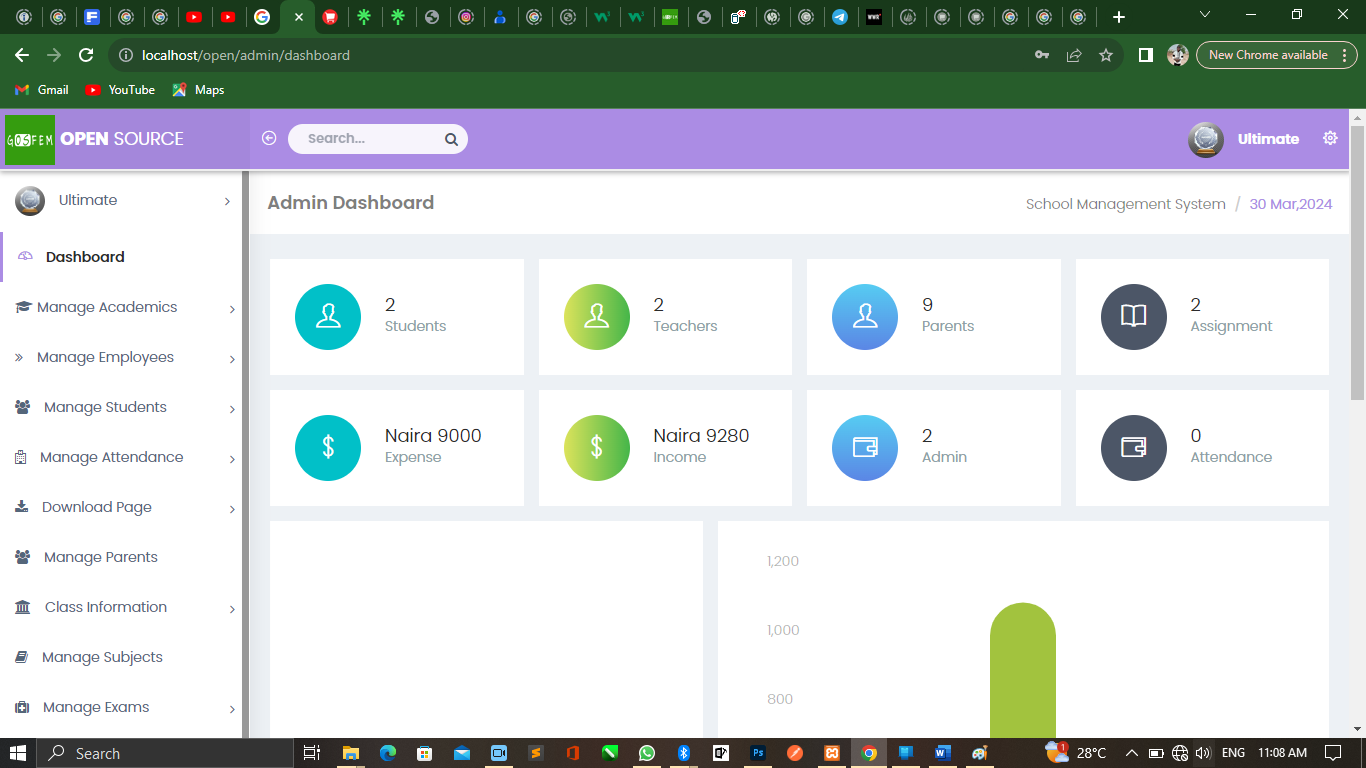 localhost/open/admin/dashboard
New Chrome available
Gmail
YouTube
Maps
GOSFEM
OPEN SOURCE
Search...
Ultimate
Ultimate
Admin Dashboard
School Management System / 30 Mar,2024
Dashboard
Manage Academics
Manage Employees
Manage Students
Manage Attendance
Download Page
Manage Parents
Class Information
Manage Subjects
Manage Exams
2
Students
2
Teachers
9
Parents
2
Assignment
Naira 9000
Expense
Naira 9280
Income
2
Admin
0
Attendance
1,200
1,000
800
Search
1
28°C
ENG
11:08 AM